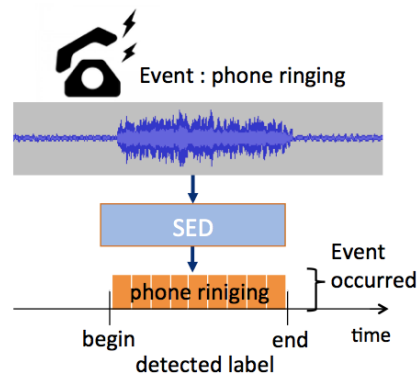 Event : phone ringing
SED
phone riniging
Event
occurred
begin
end
time
detected label